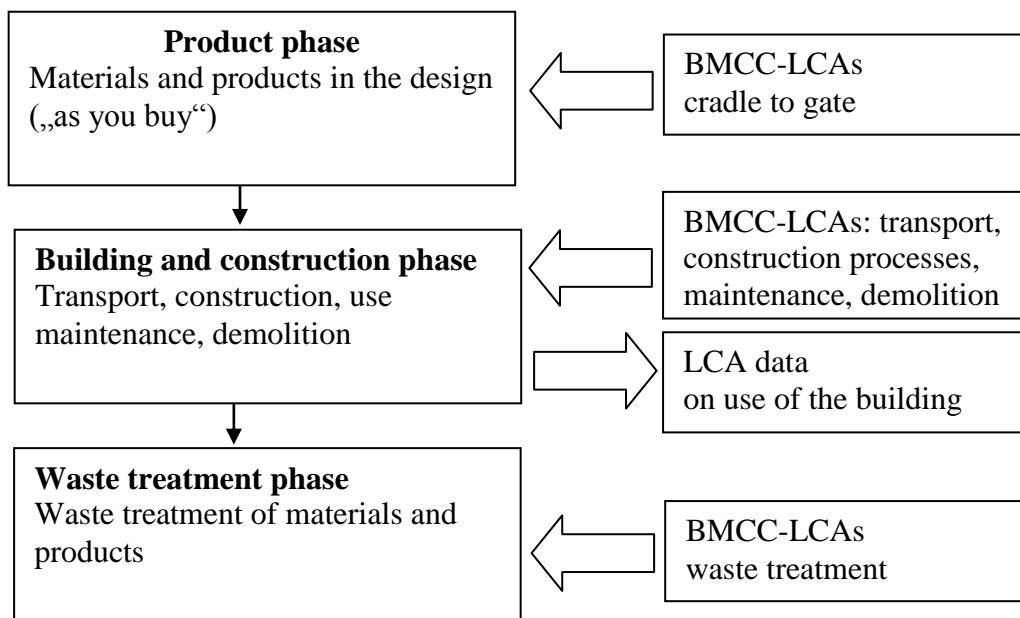 Product phase
Materials and products in the design
(„as you buy“)
BMCC-LCAs
cradle to gate
Building and construction phase
Transport, construction, use
maintenance, demolition
BMCC-LCAs: transport,
construction processes,
maintenance, demolition
LCA data
on use of the building
Waste treatment phase
Waste treatment of materials and
products
BMCC-LCAs
waste treatment